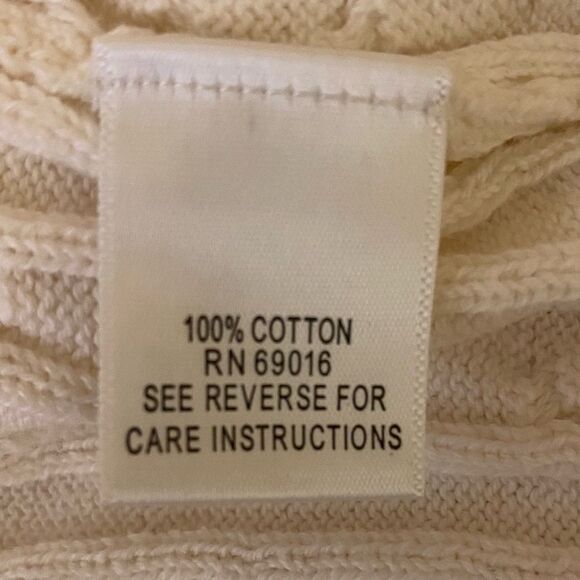 100% COTTON
RN 69016
SEE REVERSE FOR
CARE INSTRUCTIONS